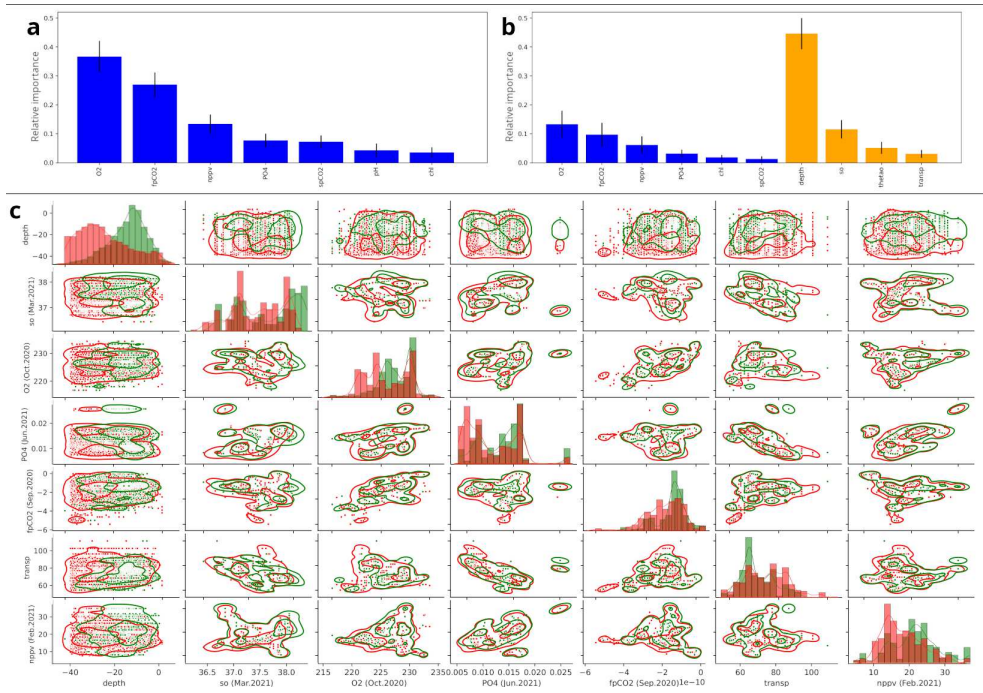 a
b
Relative importance
0.5
0.4
0.3
0.2
0.1
0.0
O2
fpCO2
nppv
PO4
spCO2
pH
chl
Relative importance
0.5
0.4
0.3
0.2
0.1
0.0
O2
fpCO2
nppv
PO4
chl
spCO2
depth
so
thetao
transp
c
depth
0
−20
−40
so (Mar.2021)
38
37
O2 (Oct.2020)
230
220
PO4 (Jun.2021)
0.02
0.01
fpCO2 (Sep.2020)
0
−2
−4
−6
transp
100
80
60
nppv (Feb.2021)
30
20
10
−40 −20 0
36.5 37.0 37.5 38.0
215 220 225 230 235
0.005 0.010 0.015 0.020 0.025
−6 −4 −2 0
1e−10
60 80 100
10 20 30
depth
so (Mar.2021)
O2 (Oct.2020)
PO4 (Jun.2021)
fpCO2 (Sep.2020)
transp
nppv (Feb.2021)